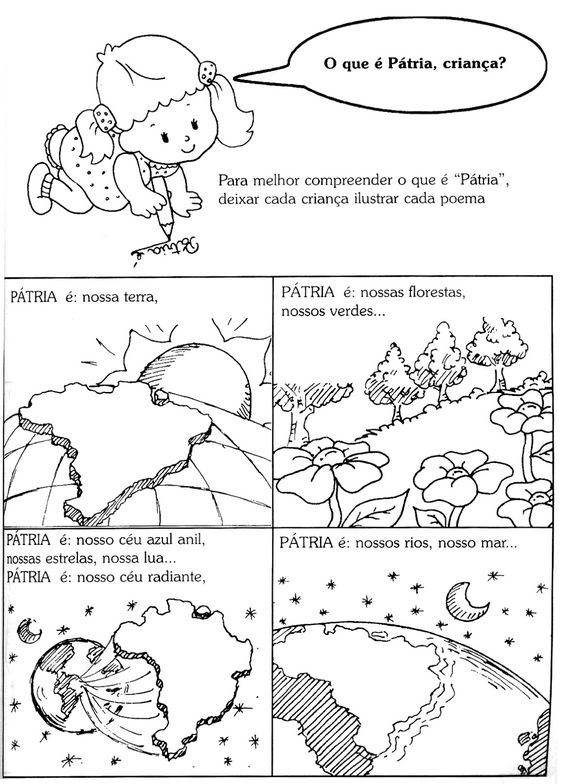 O que é Pátria, criança?
Para melhor compreender o que é “Pátria”,
deixar cada criança ilustrar cada poema
PÁTRIA é: nossa terra,
PÁTRIA é: nossas florestas,
nossos verdes...
PÁTRIA é: nosso céu azul anil,
nossas estrelas, nossa lua...
PÁTRIA é: nosso céu radiante,
PÁTRIA é: nossos rios, nosso mar...